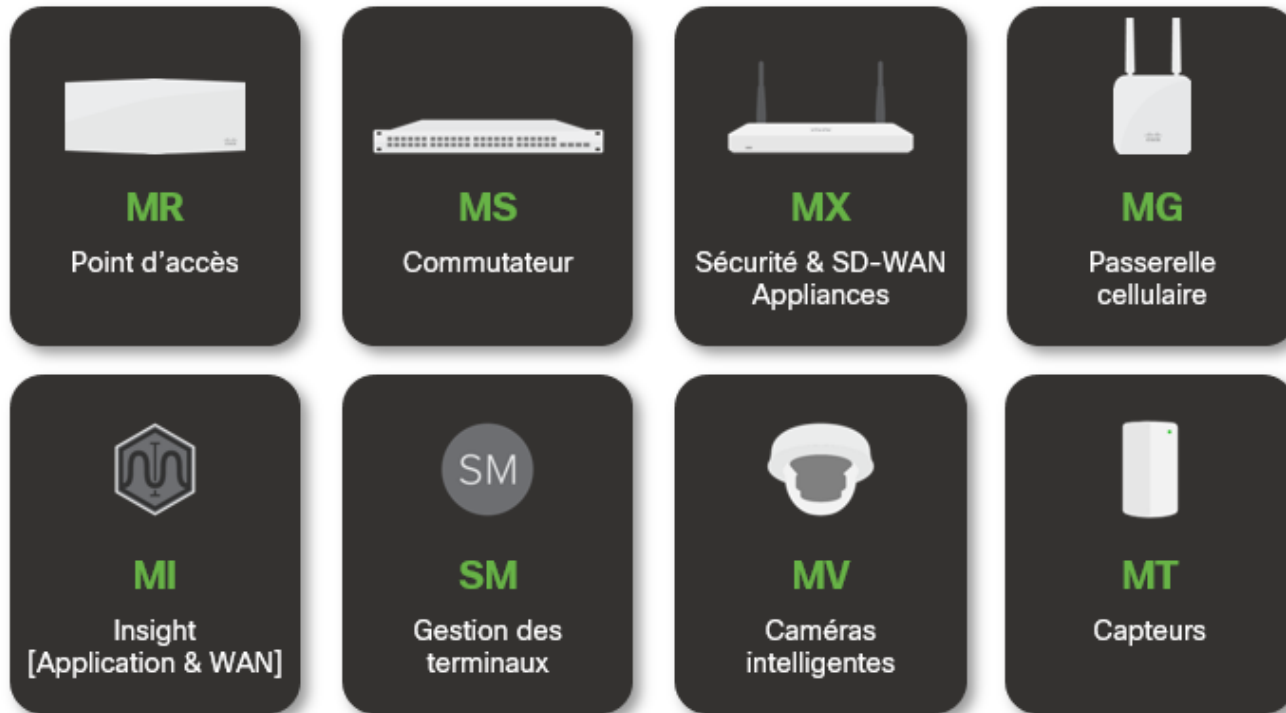 MR
Point d’accès
MS
Commutateur
MX
Sécurité & SD-WAN
Appliances
MG
Passerelle
cellulaire
MI
Insight
[Application & WAN]
SM
SM
Gestion des
terminaux
MV
Caméras
intelligentes
MT
Capteurs